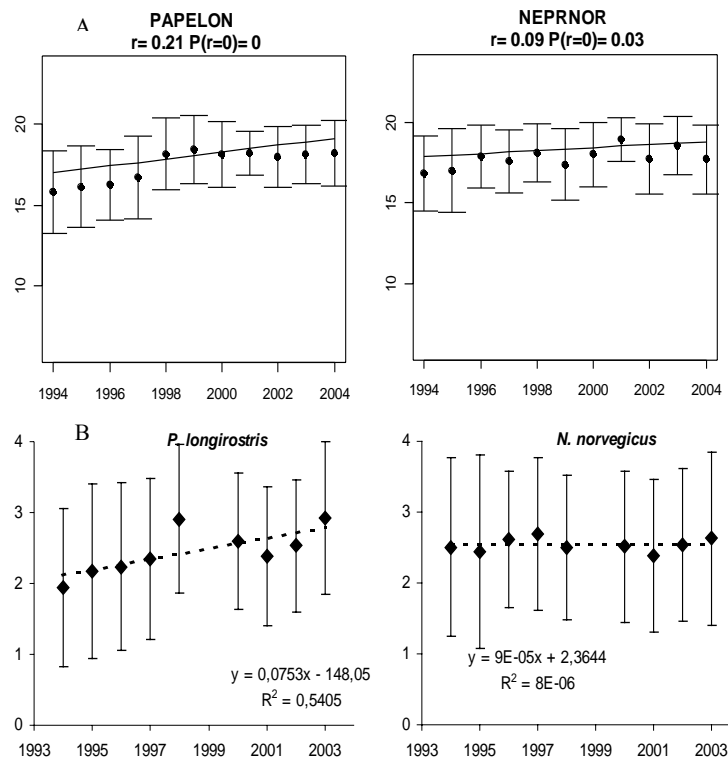 A
PAPELON
r= 0.21 P(r=0)= 0
20
15
10
1994 1996 1998 2000 2002 2004
NEPRNOR
r= 0.09 P(r=0)= 0.03
20
15
10
1994 1996 1998 2000 2002 2004
B
P. longirostris
4
3
2
1
0
y = 0,0753x - 148,05
R² = 0,5405
1993 1995 1997 1999 2001 2003
N. norvegicus
4
3
2
1
0
y = 9E-05x + 2,3644
R² = 8E-06
1993 1995 1997 1999 2001 2003